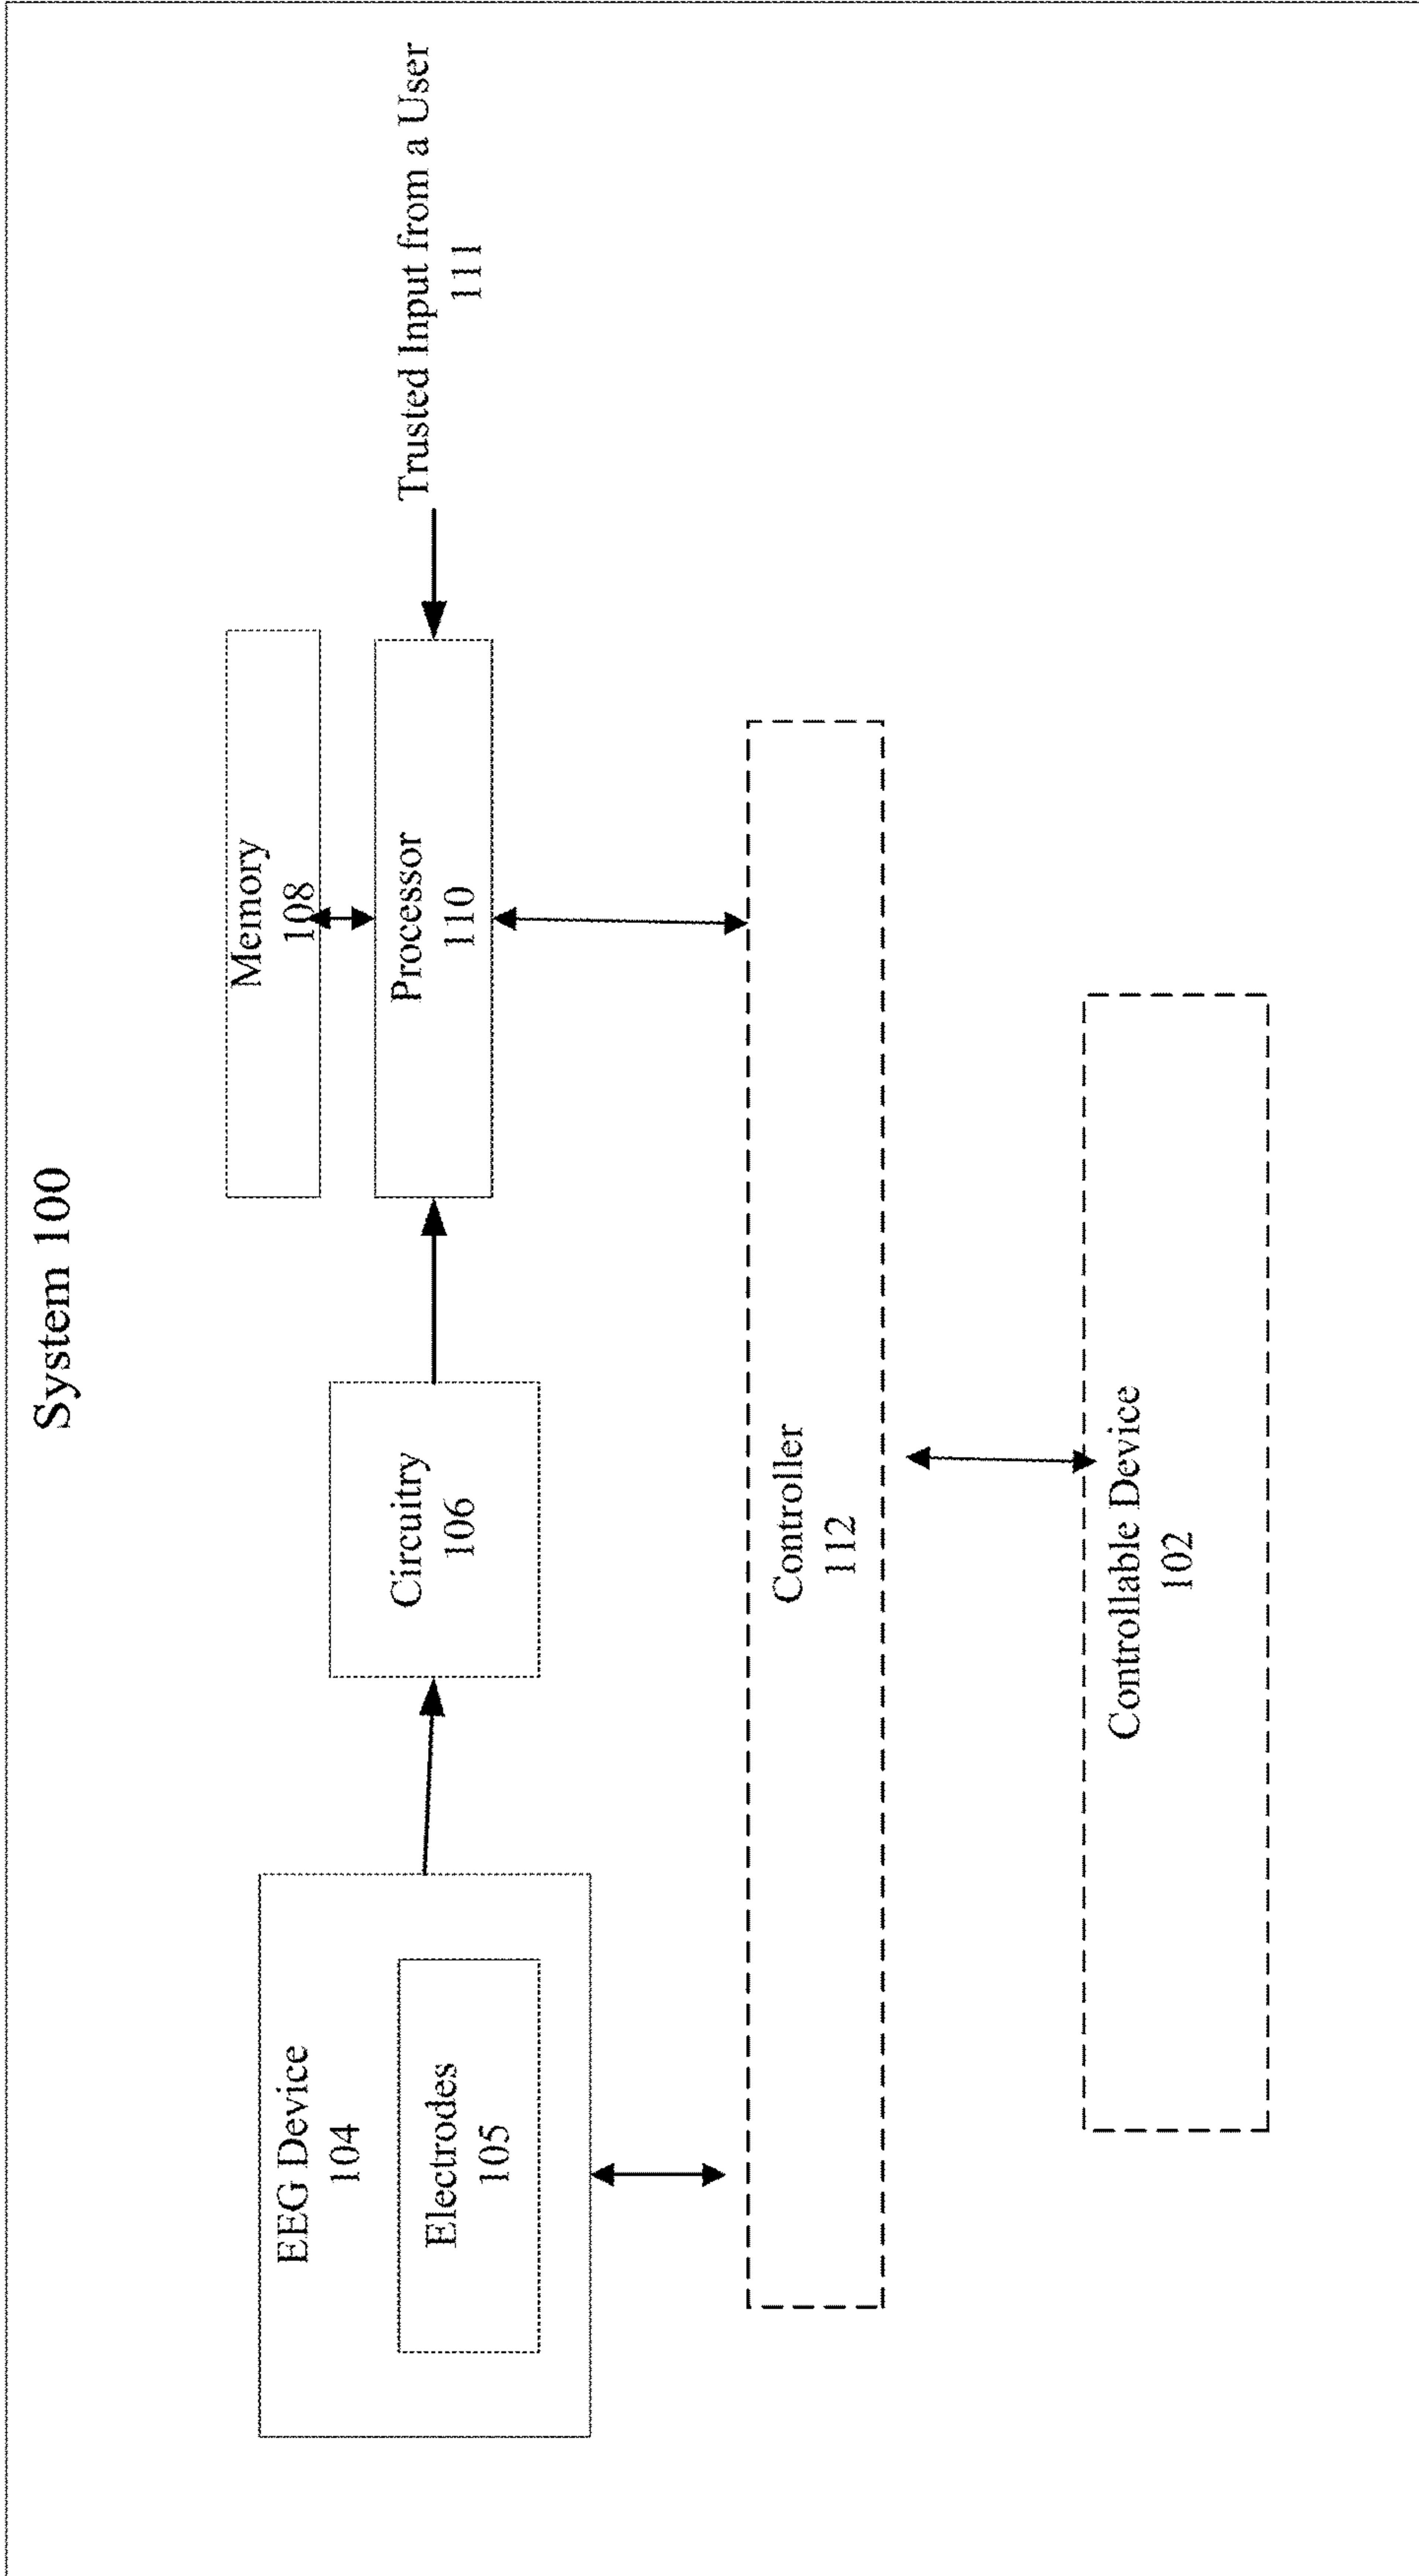 System 100
EEG Device
104
Electrodes
105
Circuitry
106
Memory
108
Processor
110
Trusted Input from a User
111
Controller
112
Controllable Device
102